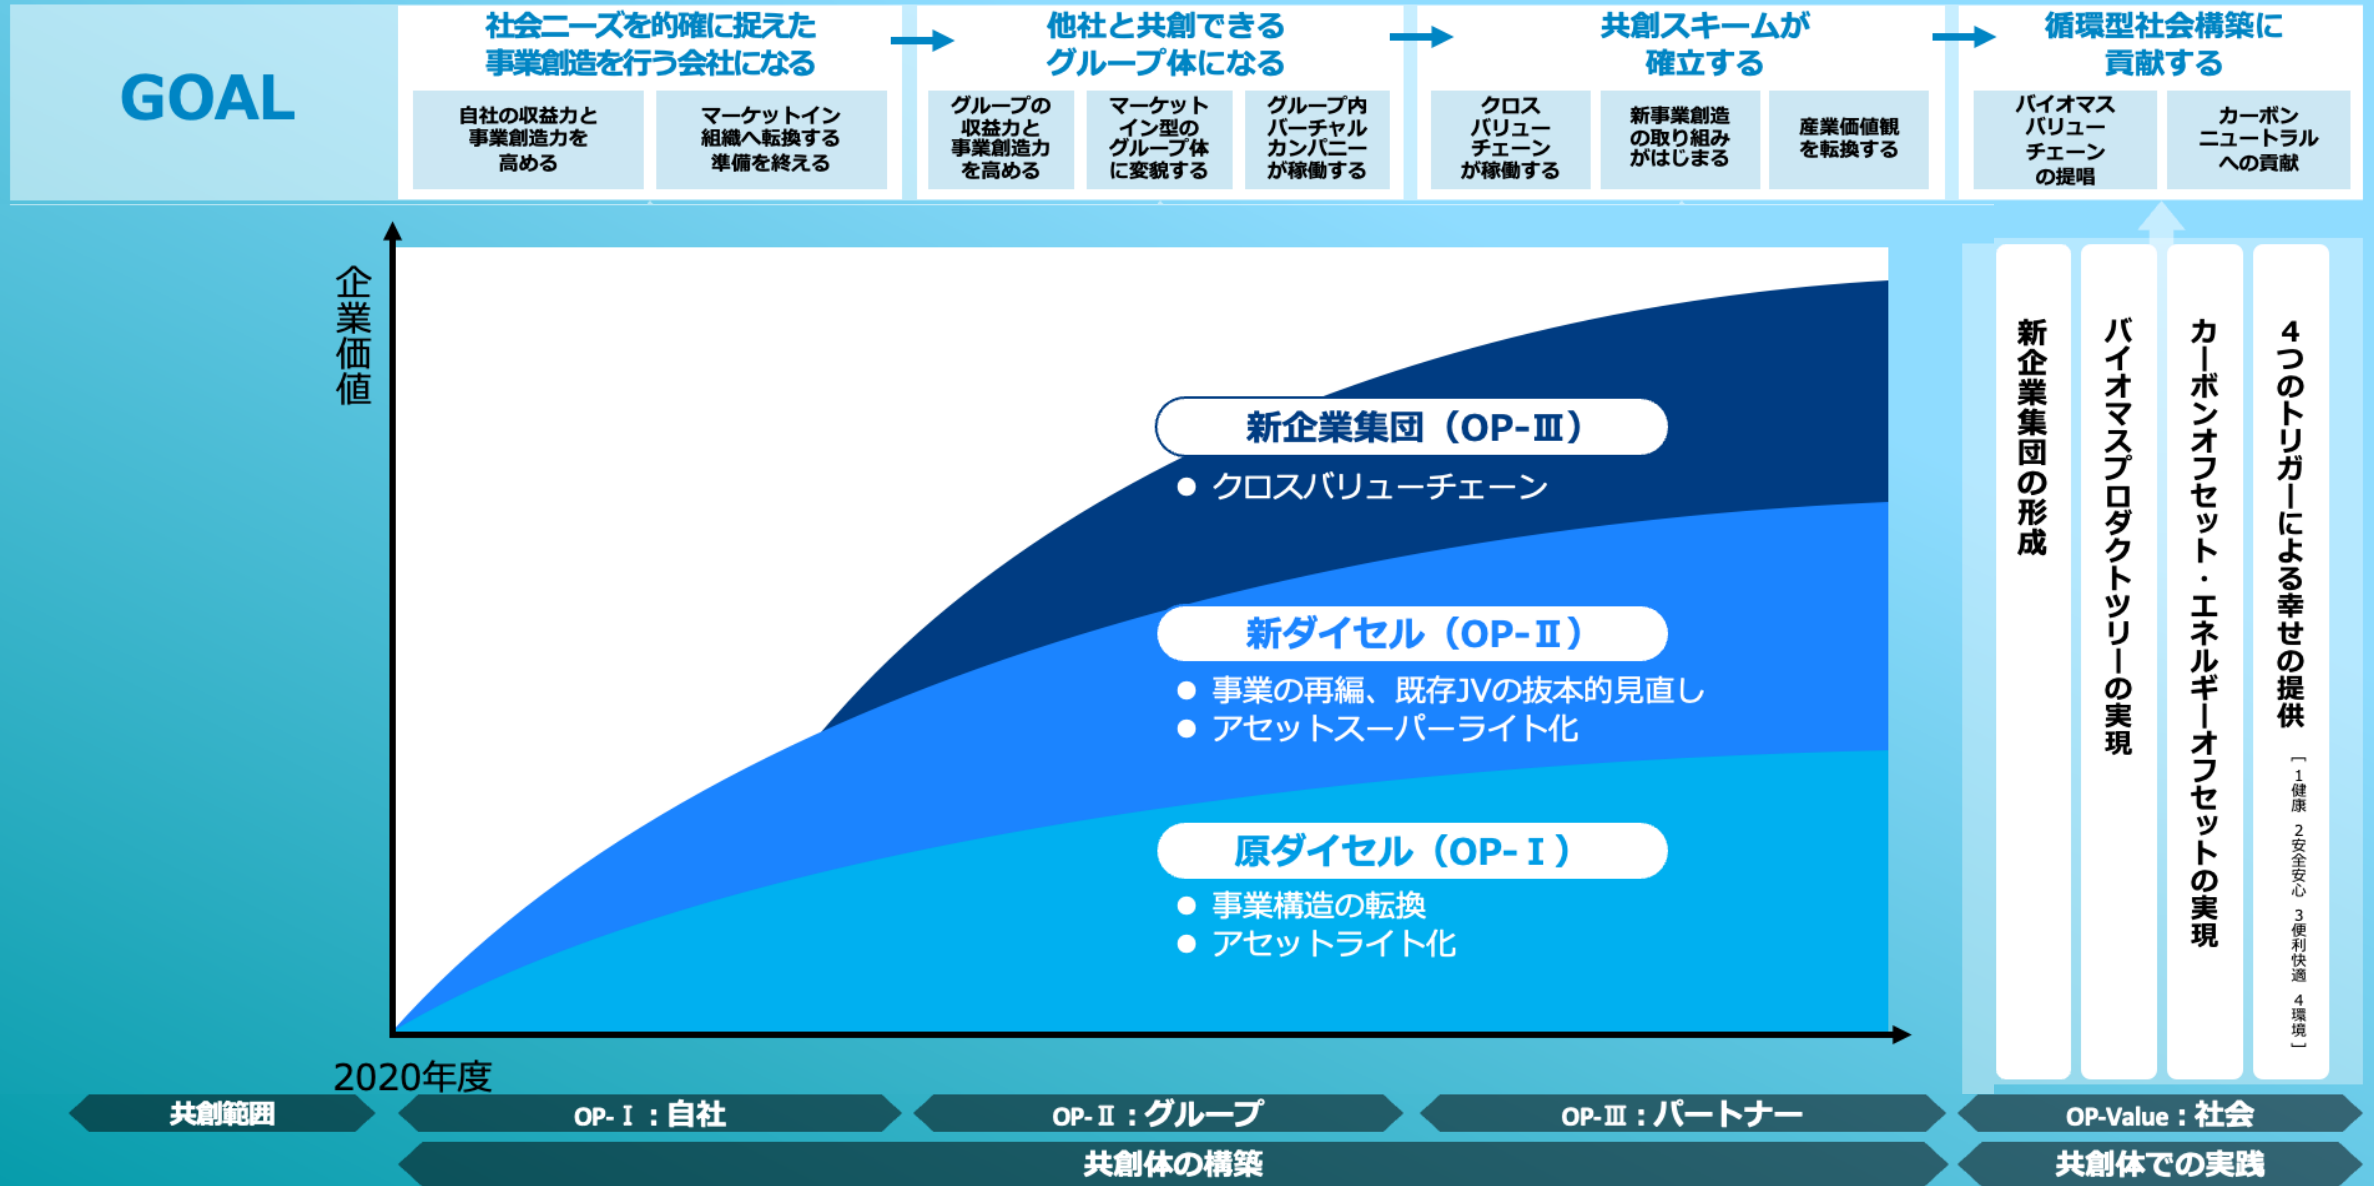 GOAL
社会ニーズを的確に捉えた
事業創造を行う会社になる
自社の収益力と
事業創造力を
高める
マーケットイン
組織へ転換する
準備を終える
他社と共創できる
グループ体になる
グループの
収益力と
事業創造力
を高める
マーケット
イン型の
グループ体
に変貌する
グループ内
バーチャル
カンパニー
が稼働する
共創スキームが
確立する
クロス
バリュー
チェーン
が稼働する
新事業創造
の取り組み
がはじまる
産業価値観
を転換する
循環型社会構築に
貢献する
バイオマス
バリュー
チェーン
の提唱
カーボン
ニュートラル
への貢献
企業価値
新企業集団（OP-Ⅲ）
● クロスバリューチェーン
新ダイセル（OP-Ⅱ）
● 事業の再編、既存JVの抜本的見直し
● アセットスーパーライト化
原ダイセル（OP-Ⅰ）
● 事業構造の転換
● アセットライト化
2020年度
新企業集団の形成
バイオマスプロダクトツリーの実現
カーボンオフセット・エネルギーオフセットの実現
4つのトリガーによる幸せの提供
［1健康 2安全安心 3便利快適 4環境］
共創範囲
OP-Ⅰ：自社
OP-Ⅱ：グループ
OP-Ⅲ：パートナー
OP-Value：社会
共創体の構築
共創体での実践